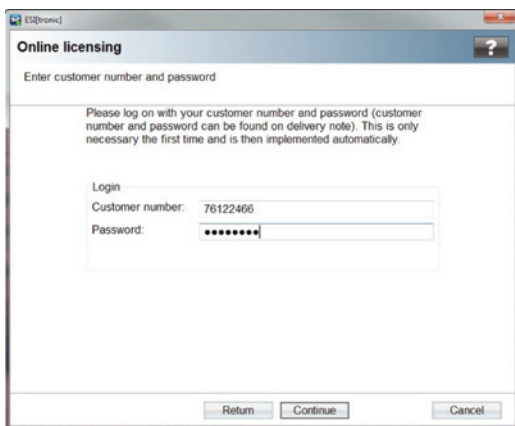 ESI[tronic]
Online licensing
?
Enter customer number and password
Please log on with your customer number and password (customer
number and password can be found on delivery note). This is only
necessary the first time and is then implemented automatically.
Login
Customer number: 76122466
Password: ●●●●●●●●
Return Continue Cancel